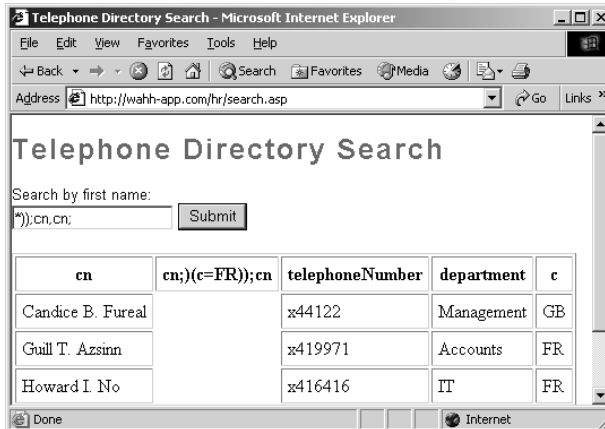 Telephone Directory Search - Microsoft Internet Explorer
File Edit View Favorites Tools Help
Back Search Favorites Media
Address http://wahh-app.com/hr/search.asp Go Links »
Telephone Directory Search
Search by first name:
*));cn,cn; Submit
cn cn;)(c=FR));cn telephoneNumber department c
Candice B. Fureal x44122 Management GB
Guill T. Azsinn x419971 Accounts FR
Howard I. No x416416 IT FR
Done Internet